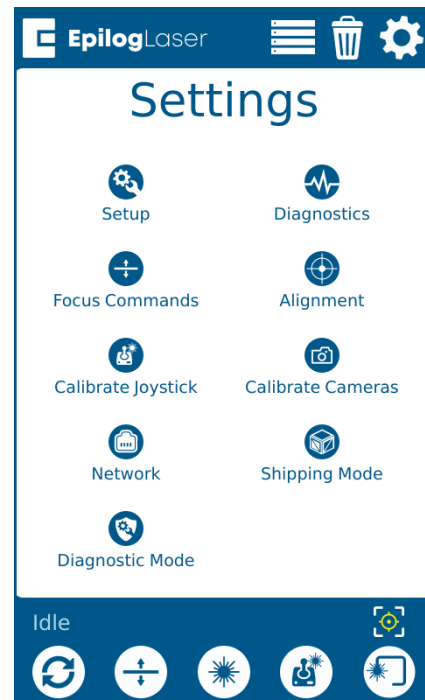 EpilogLaser
Settings
Setup
Diagnostics
Focus Commands
Alignment
Calibrate Joystick
Calibrate Cameras
Network
Shipping Mode
Diagnostic Mode
Idle